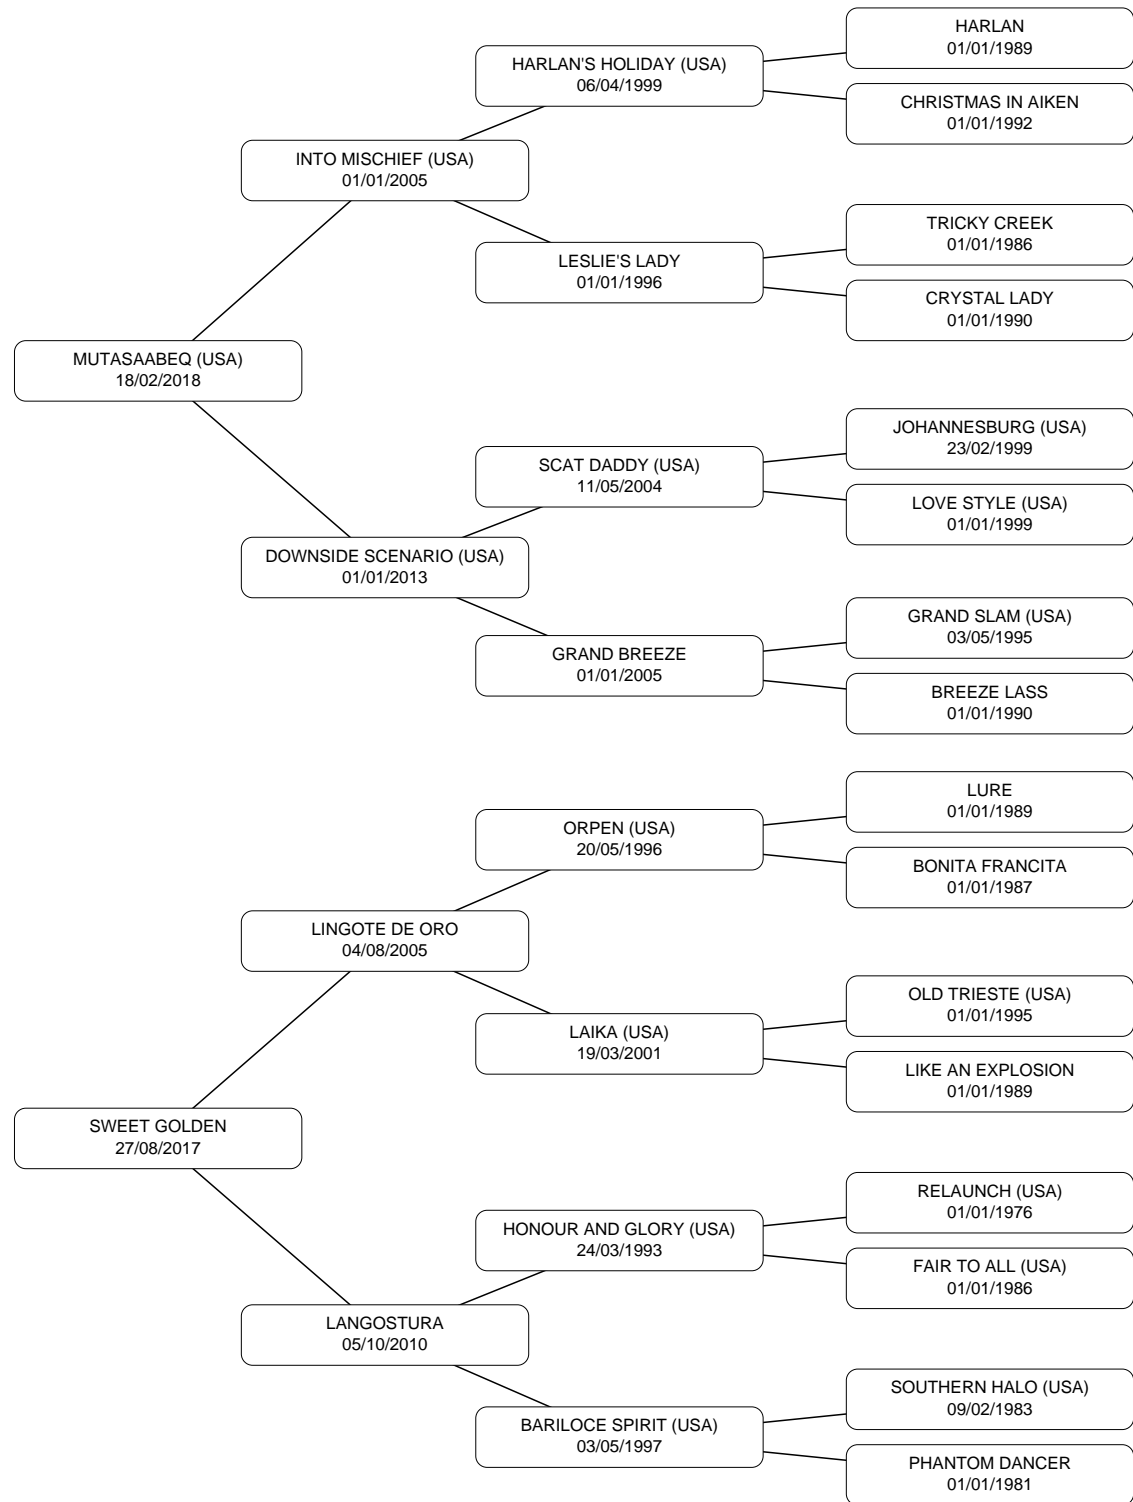 HARLAN
01/01/1989
HARLAN'S HOLIDAY (USA)
06/04/1999
CHRISTMAS IN AIKEN
01/01/1992
INTO MISCHIEF (USA)
01/01/2005
TRICKY CREEK
01/01/1986
LESLIE'S LADY
01/01/1996
CRYSTAL LADY
01/01/1990
MUTASAABEQ (USA)
18/02/2018
JOHANNESBURG (USA)
23/02/1999
SCAT DADDY (USA)
11/05/2004
LOVE STYLE (USA)
01/01/1999
DOWNSIDE SCENARIO (USA)
01/01/2013
GRAND SLAM (USA)
03/05/1995
GRAND BREEZE
01/01/2005
BREEZE LASS
01/01/1990
LURE
01/01/1989
ORPEN (USA)
20/05/1996
BONITA FRANCITA
01/01/1987
LINGOTE DE ORO
04/08/2005
OLD TRIESTE (USA)
01/01/1995
LAIKA (USA)
19/03/2001
LIKE AN EXPLOSION
01/01/1989
SWEET GOLDEN
27/08/2017
RELAUNCH (USA)
01/01/1976
HONOUR AND GLORY (USA)
24/03/1993
FAIR TO ALL (USA)
01/01/1986
LANGOSTURA
05/10/2010
SOUTHERN HALO (USA)
09/02/1983
BARILOCE SPIRIT (USA)
03/05/1997
PHANTOM DANCER
01/01/1981